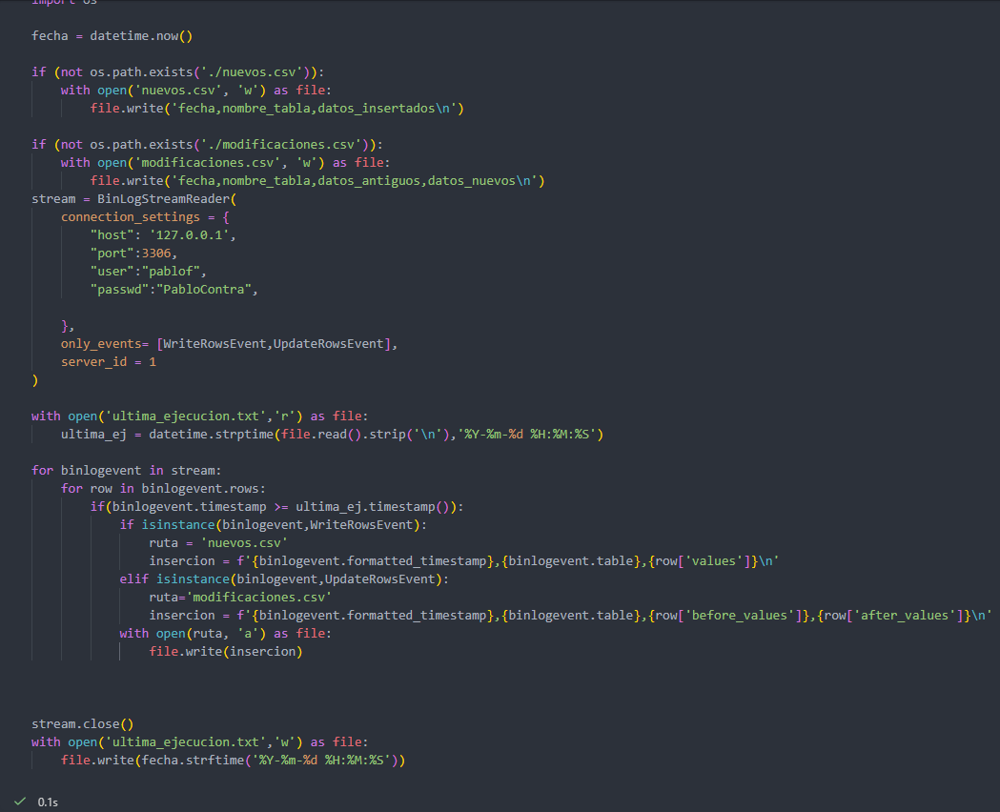 import os
fecha = datetime.now()
if (not os.path.exists('./nuevos.csv')):
with open('nuevos.csv', 'w') as file:
file.write('fecha,nombre_tabla,datos_insertados\n')
if (not os.path.exists('./modificaciones.csv')):
with open('modificaciones.csv', 'w') as file:
file.write('fecha,nombre_tabla,datos_antiguos,datos_nuevos\n')
stream = BinLogStreamReader(
connection_settings = {
"host": '127.0.0.1',
"port":3306,
"user":"pablof",
"passwd":"PabloContra",
},
only_events= [WriteRowsEvent,UpdateRowsEvent],
server_id = 1
)
with open('ultima_ejecucion.txt','r') as file:
ultima_ej = datetime.strptime(file.read().strip('\n'),'%Y-%m-%d %H:%M:%S')
for binlogevent in stream:
for row in binlogevent.rows:
if(binlogevent.timestamp >= ultima_ej.timestamp()):
if isinstance(binlogevent,WriteRowsEvent):
ruta = 'nuevos.csv'
insercion = f'{binlogevent.formatted_timestamp},{binlogevent.table},{row['values']}\n'
elif isinstance(binlogevent,UpdateRowsEvent):
ruta='modificaciones.csv'
insercion = f'{binlogevent.formatted_timestamp},{binlogevent.table},{row['before_values']},{row['after_values']}\n'
with open(ruta, 'a') as file:
file.write(insercion)
stream.close()
with open('ultima_ejecucion.txt','w') as file:
file.write(fecha.strftime('%Y-%m-%d %H:%M:%S'))
0.1s